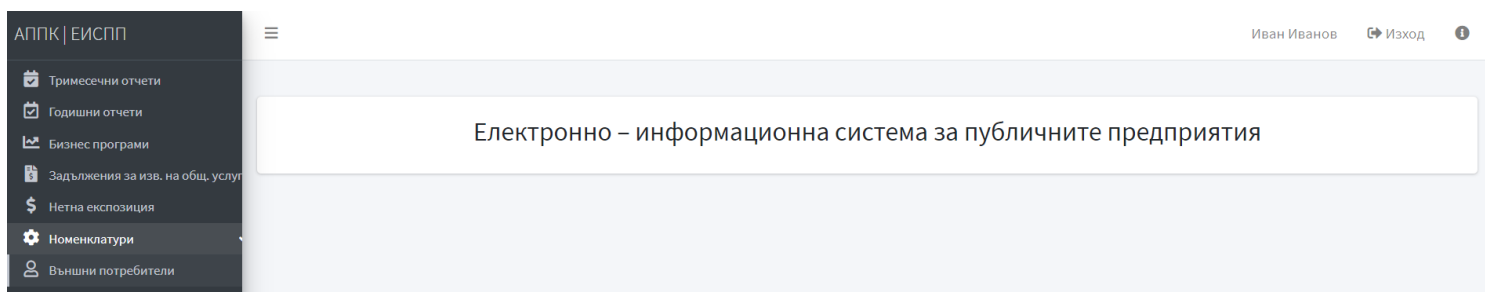 АППК | ЕИСПП
Иван Иванов
Изход
Тримесечни отчети
Годишни отчети
Бизнес програми
Задължения за изв. на общ. услуг
Нетна експозиция
Номенклатури
Външни потребители
Електронно – информационна система за публичните предприятия